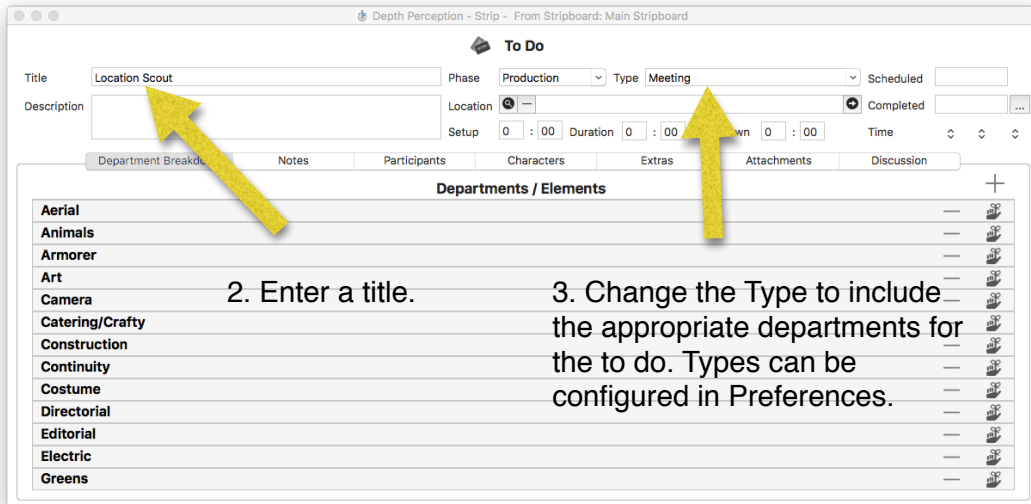 Depth Perception - Strip - From Stripboard: Main Stripboard
To Do
Title Location Scout Phase Production Type Meeting Scheduled
Description Location Completed ...
Setup 0 : 00 Duration 0 : 00 0 : 00 Time
Department Breakdo Notes Participants Characters Extras Attachments Discussion
Departments / Elements
Aerial
Animals
Armorer
Art
Camera
Catering/Crafty
Construction
Continuity
Costume
Directorial
Editorial
Electric
Greens
2. Enter a title.
3. Change the Type to include
the appropriate departments for
the to do. Types can be
configured in Preferences.